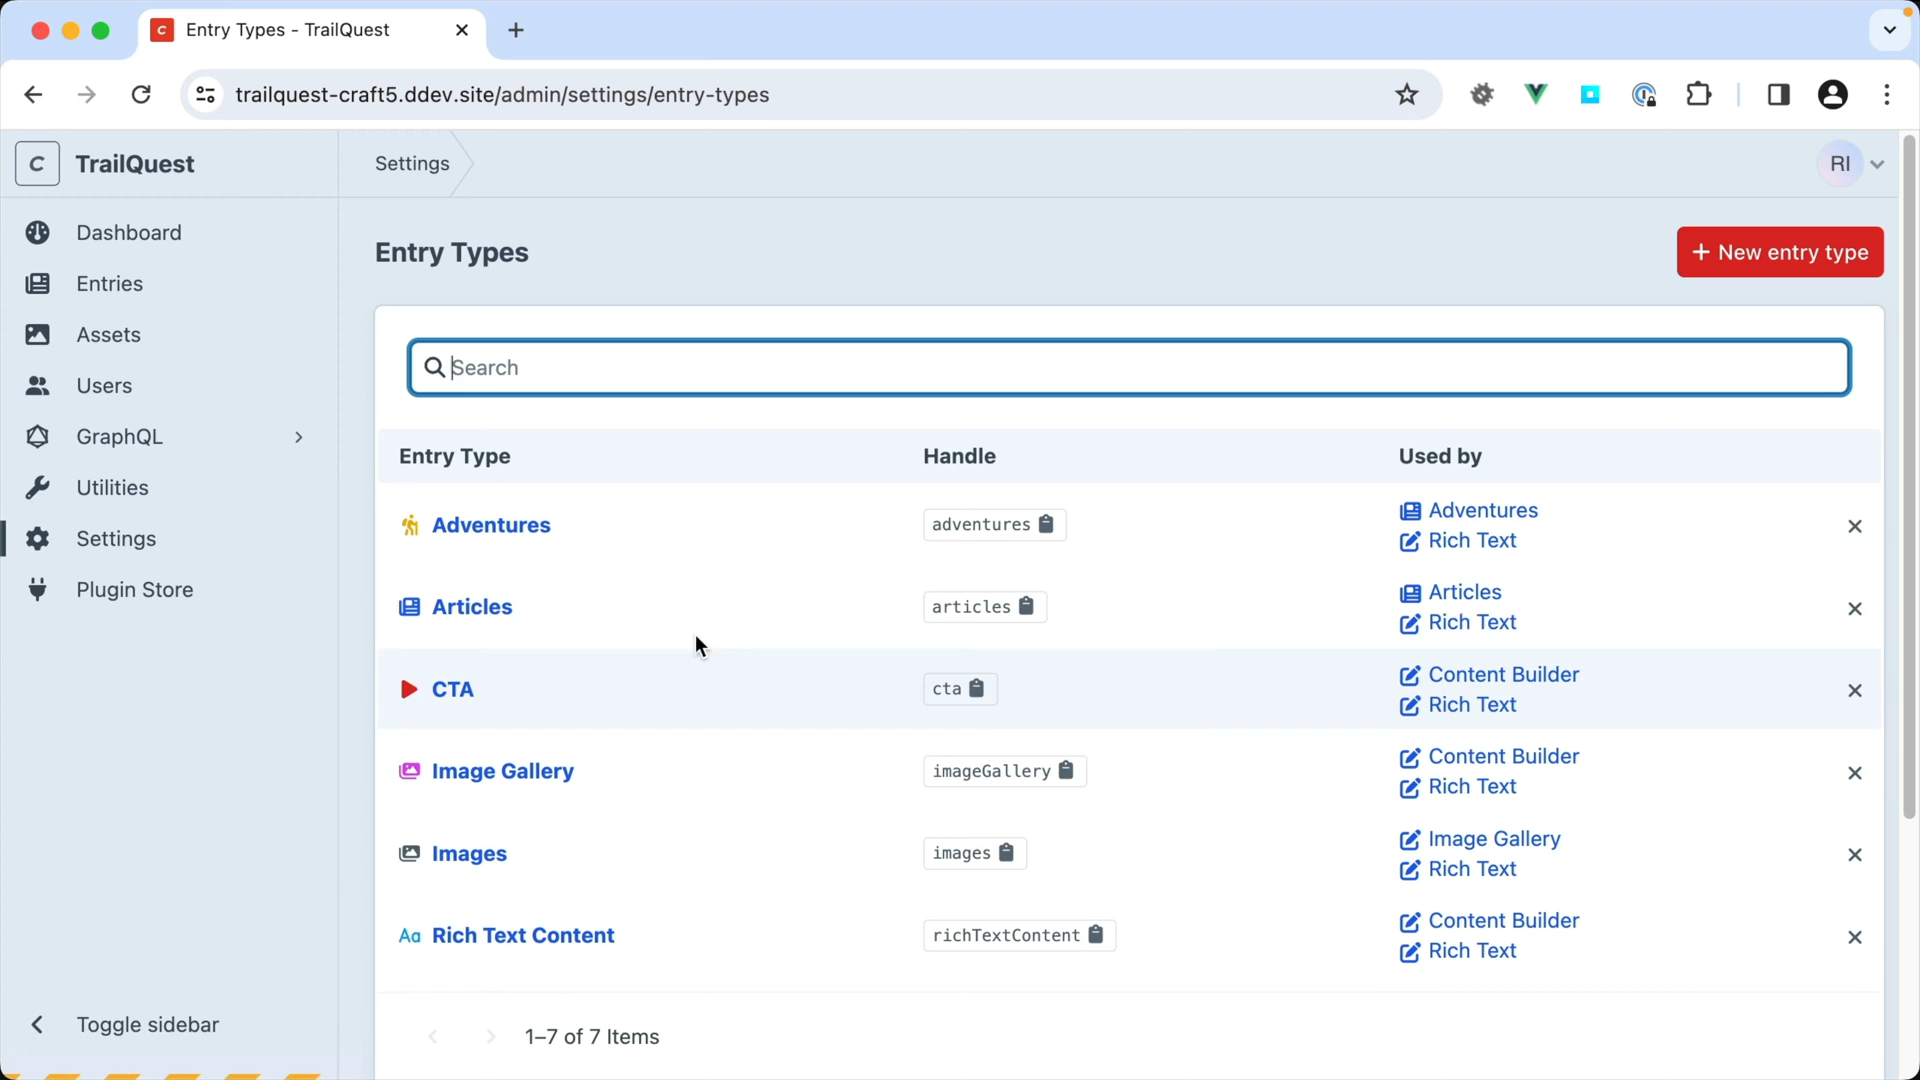 C Entry Types - TrailQuest
trailquest-craft5.ddev.site/admin/settings/entry-types
C TrailQuest
Settings
RI
Dashboard
Entries
Assets
Users
GraphQL
Utilities
Settings
Plugin Store
Toggle sidebar
Entry Types
+ New entry type
Search
Entry Type Handle Used by
Adventures adventures Adventures
Rich Text
Articles articles Articles
Rich Text
CTA cta Content Builder
Rich Text
Image Gallery imageGallery Content Builder
Rich Text
Images images Image Gallery
Rich Text
Aa Rich Text Content richTextContent Content Builder
Rich Text
1–7 of 7 Items